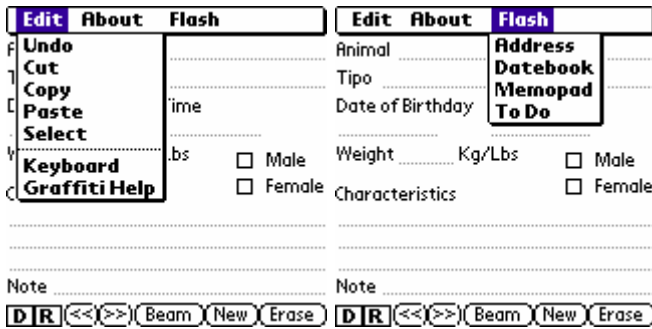 Edit About Flash
Undo
Cut
Copy
Paste
Select
Keyboard
Graffiti Help
ime
bs
Male
Female
Note
D R << >> Beam New Erase
Edit About Flash
Address
Datebook
Memopad
To Do
Animal
Tipo
Date of Birthday
Weight Kg/Lbs
Male
Female
Characteristics
Note
D R << >> Beam New Erase